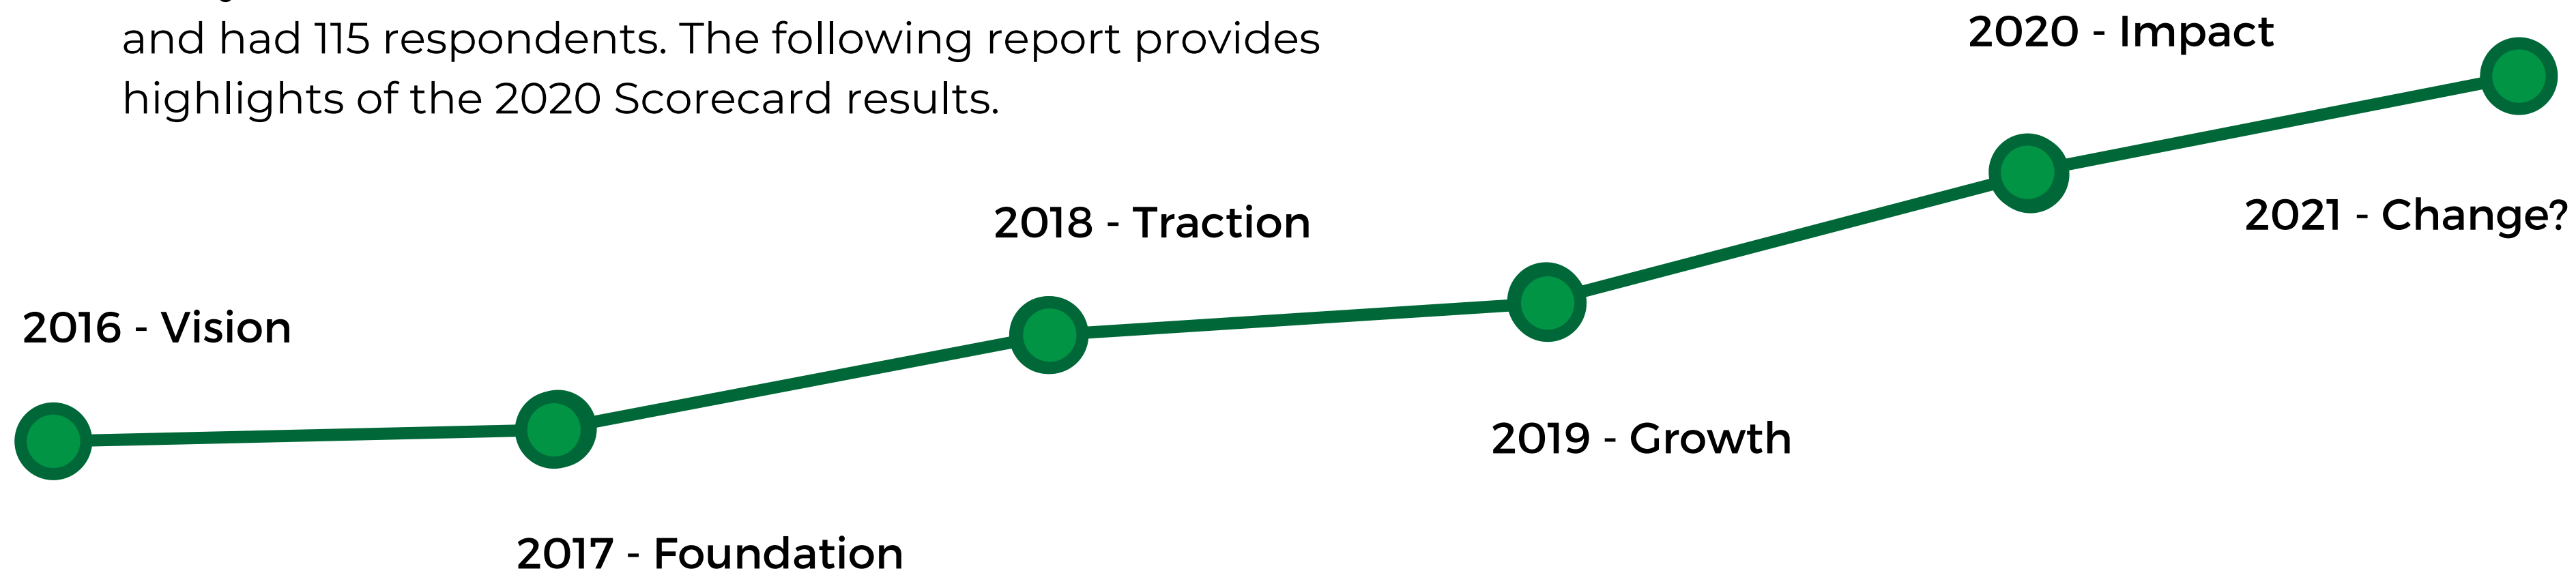 and had 115 respondents. The following report provides
highlights of the 2020 Scorecard results.
2020 - Impact
2021 - Change?
2018 - Traction
2016 - Vision
2019 - Growth
2017 - Foundation